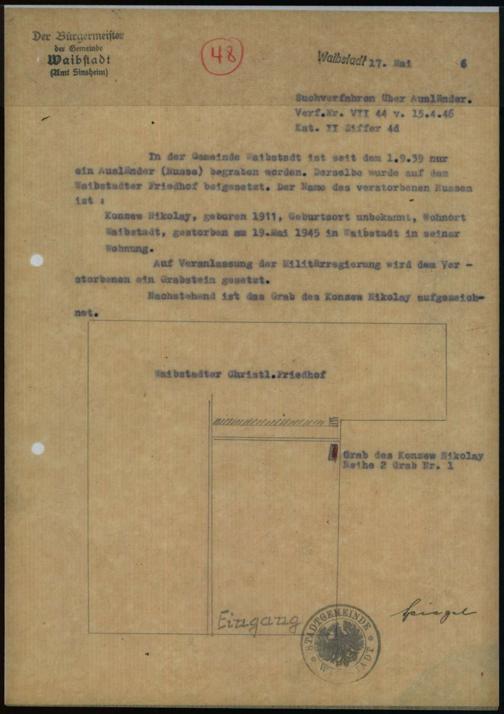 Der Bürgermeister
der Gemeinde
Waibstadt
(Amt Sinsheim)
48
Waibstadt 17. Mai 6
Suchverfahren über Ausländer.
Verf.Nr. VII 44 v. 15.4.46
Kat. II Ziffer 4d
In der Gemeinde Waibstadt ist seit dem 1.9.39 nur
ein Ausländer (Russe) begraben worden. Derselbe wurde auf dem
Waibstadter Friedhof beigesetzt. Der Name des verstorbenen Russen
ist :
Konzew Nikolay, geboren 1911, Geburtsort unbekannt, Wohnort
Waibstadt, gestorben am 19.Mai 1945 in Waibstadt in seiner
Wohnung.
Auf Veranlassung der Militärregierung wird dem Ver -
storbenen ein Grabstein gesetzt.
Nachstehend ist das Grab des Konzew Nikolay aufgezeich-
net.
Waibstadter Christl.Friedhof
Grab des Konzew Nikolay
Reihe 2 Grab Nr. 1
Eingang
STADTGEMEINDE